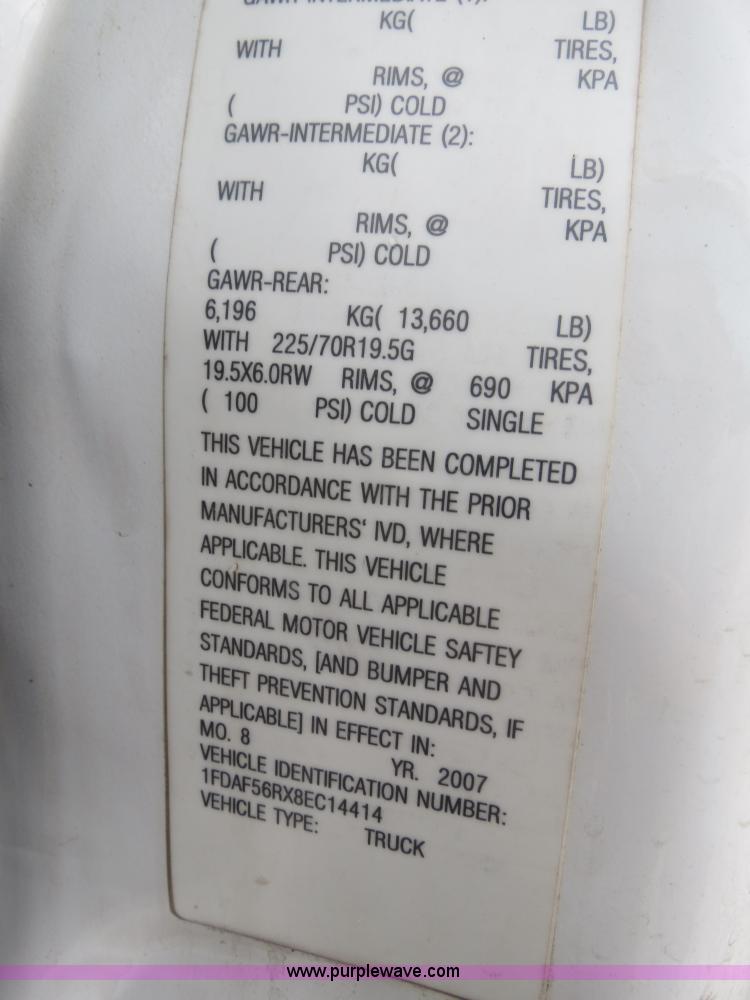 GAWR-INTERMEDIATE (1):
KG( LB)
WITH TIRES,
RIMS, @ KPA
( PSI) COLD
GAWR-INTERMEDIATE (2):
KG( LB)
WITH TIRES,
RIMS, @ KPA
( PSI) COLD
GAWR-REAR:
6,196 KG( 13,660 LB)
WITH 225/70R19.5G TIRES,
19.5X6.0RW RIMS, @ 690 KPA
( 100 PSI) COLD SINGLE
THIS VEHICLE HAS BEEN COMPLETED
IN ACCORDANCE WITH THE PRIOR
MANUFACTURERS' IVD, WHERE
APPLICABLE. THIS VEHICLE
CONFORMS TO ALL APPLICABLE
FEDERAL MOTOR VEHICLE SAFTEY
STANDARDS, [AND BUMPER AND
THEFT PREVENTION STANDARDS, IF
APPLICABLE] IN EFFECT IN:
MO. 8 YR. 2007
VEHICLE IDENTIFICATION NUMBER:
1FDAF56RX8EC14414
VEHICLE TYPE: TRUCK
www.purplewave.com